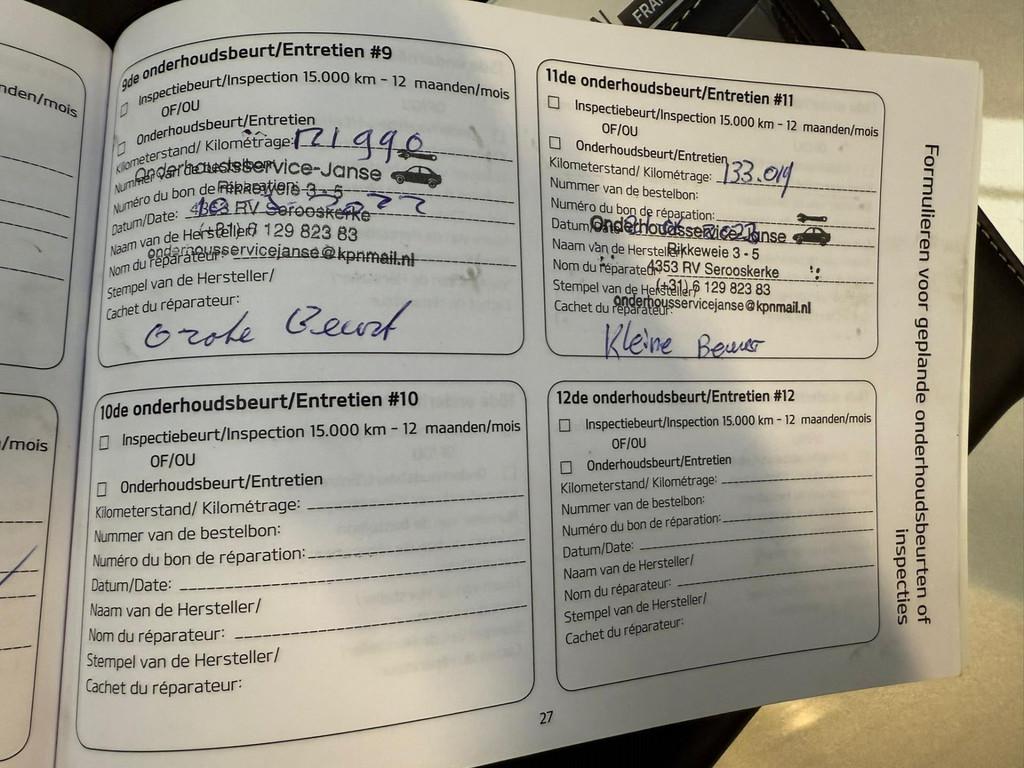 FRA
nden/mois
/mois
9de onderhoudsbeurt/Entretien #9
Inspectiebeurt/Inspection 15.000 km - 12 maanden/mois
OF/OU
Onderhoudsbeurt/Entretien
Kilometerstand/ Kilométrage:
Onderhoudsservice-Janse
Numéro du bon de réparation:
Rikkeweie 3 - 5
Datum/Date:
4353 RV Serooskerke
(+31) 6 129 823 83
Naam van de Hersteller/
onderhousservicejanse@kpnmail.nl
Nom du réparateur:
Stempel van de Hersteller/
Cachet du réparateur:
Grote Beurt
10de onderhoudsbeurt/Entretien #10
Inspectiebeurt/Inspection 15.000 km - 12 maanden/mois
OF/OU
Onderhoudsbeurt/Entretien
Kilometerstand/ Kilométrage:
Nummer van de bestelbon:
Numéro du bon de réparation:
Datum/Date:
Naam van de Hersteller/
Nom du réparateur:
Stempel van de Hersteller/
Cachet du réparateur:
11de onderhoudsbeurt/Entretien #11
Inspectiebeurt/Inspection 15.000 km - 12 maanden/mois
OF/OU
Onderhoudsbeurt/Entretien
Kilometerstand/ Kilométrage: 133.019
Nummer van de bestelbon:
Numéro du bon de réparation:
Onderhoudsservice-Janse
Naam van de Hersteller/
Rikkeweie 3 - 5
Nom du réparateur:
4353 RV Serooskerke
Stempel van de Hersteller/
(+31) 6 129 823 83
Cachet du réparateur:
onderhousservicejanse@kpnmail.nl
Kleine Beurt
12de onderhoudsbeurt/Entretien #12
Inspectiebeurt/Inspection 15.000 km - 12 maanden/mois
OF/OU
Onderhoudsbeurt/Entretien
Kilometerstand/ Kilométrage:
Nummer van de bestelbon:
Numéro du bon de réparation:
Datum/Date:
Naam van de Hersteller/
Nom du réparateur:
Stempel van de Hersteller/
Cachet du réparateur:
Formulieren voor geplande onderhoudsbeurten of
inspecties
27